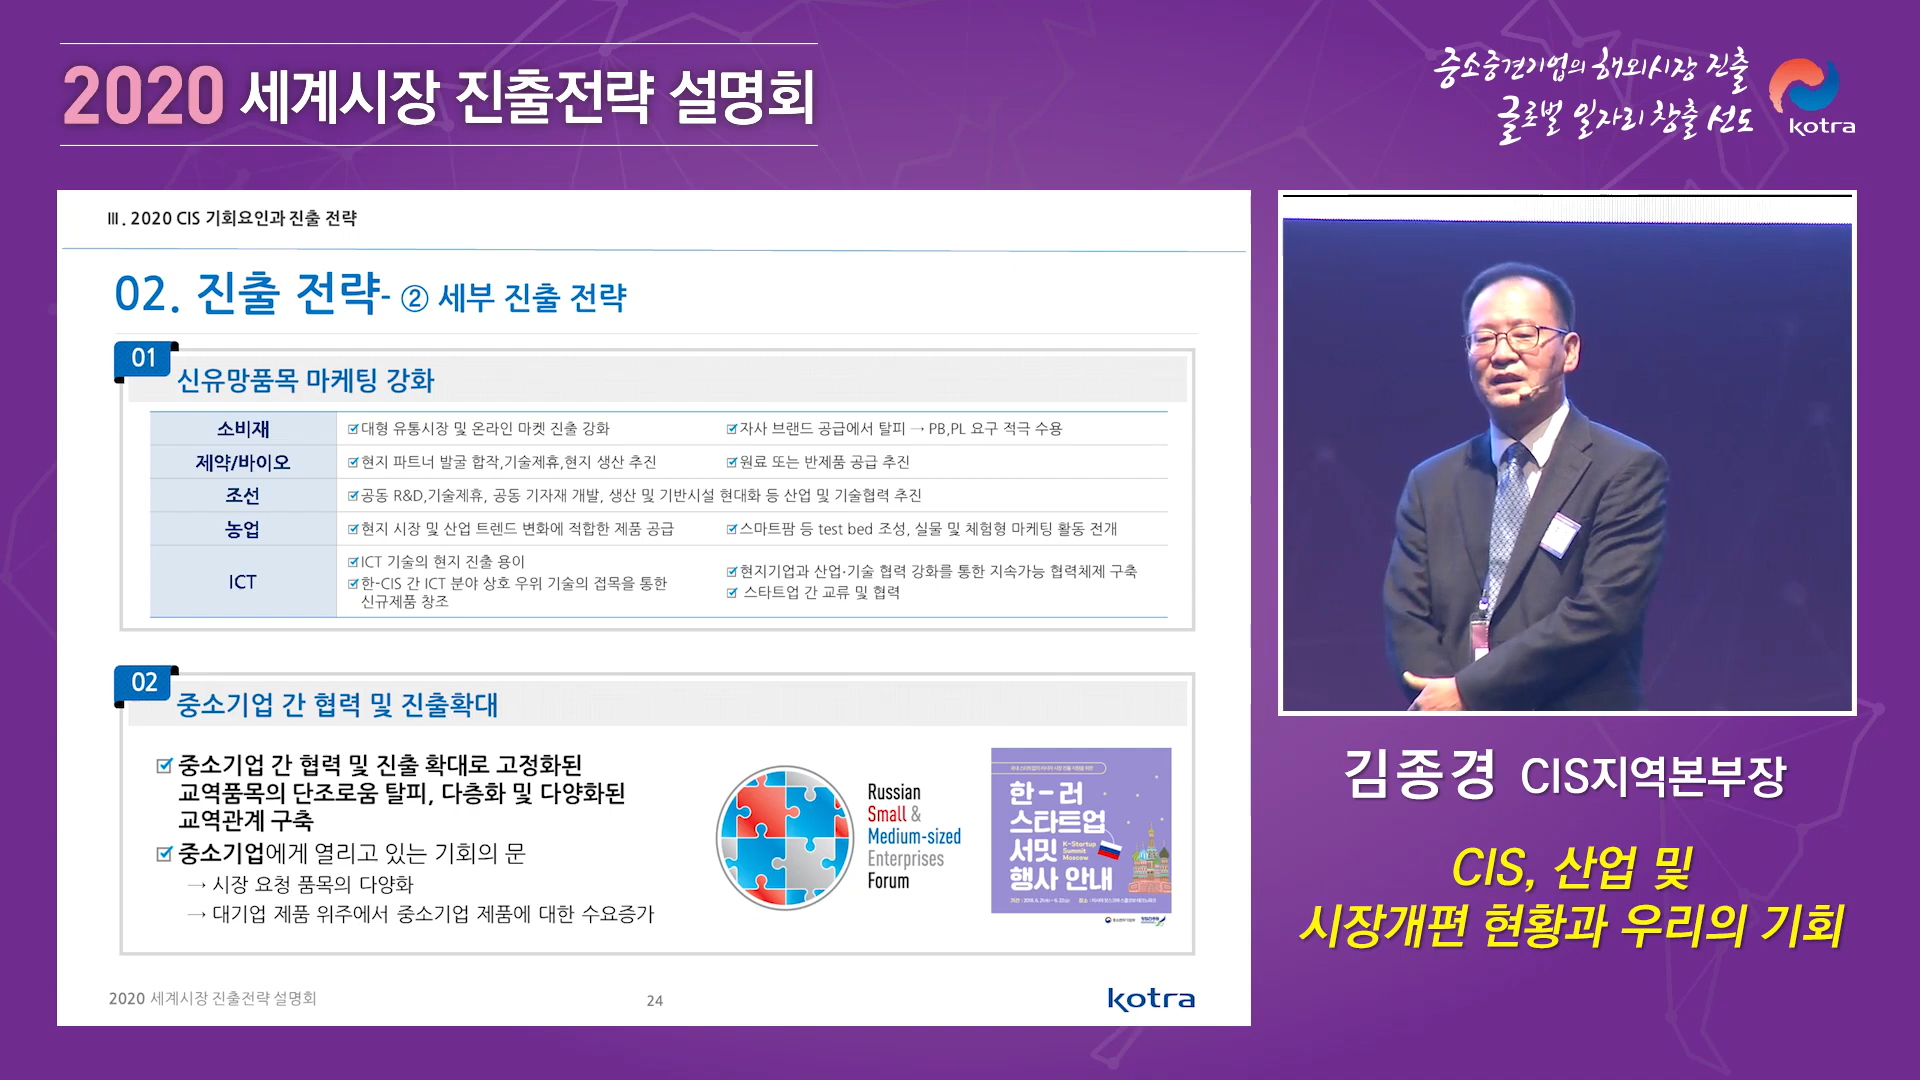 2020 세계시장 진출전략 설명회
중소중견기업의 해외시장 진출
글로벌 일자리 창출 선도
kotra
Ⅲ. 2020 CIS 기회요인과 진출 전략
02. 진출 전략- ② 세부 진출 전략
01
신유망품목 마케팅 강화
소비재
대형 유통시장 및 온라인 마켓 진출 강화
자사 브랜드 공급에서 탈피 → PB,PL 요구 적극 수용
제약/바이오
현지 파트너 발굴 합작,기술제휴,현지 생산 추진
원료 또는 반제품 공급 추진
조선
공동 R&D,기술제휴, 공동 기자재 개발, 생산 및 기반시설 현대화 등 산업 및 기술협력 추진
농업
현지 시장 및 산업 트렌드 변화에 적합한 제품 공급
스마트팜 등 test bed 조성, 실물 및 체험형 마케팅 활동 전개
ICT
ICT 기술의 현지 진출 용이
한-CIS 간 ICT 분야 상호 우위 기술의 접목을 통한
신규제품 창조
현지기업과 산업·기술 협력 강화를 통한 지속가능 협력체제 구축
스타트업 간 교류 및 협력
02
중소기업 간 협력 및 진출확대
중소기업 간 협력 및 진출 확대로 고정화된
교역품목의 단조로움 탈피, 다층화 및 다양화된
교역관계 구축
중소기업에게 열리고 있는 기회의 문
→ 시장 요청 품목의 다양화
→ 대기업 제품 위주에서 중소기업 제품에 대한 수요증가
Russian
Small &
Medium-sized
Enterprises
Forum
한-러
스타트업
서밋
K-Startup
Summit
Moscow
행사 안내
2020 세계시장 진출전략 설명회
24
kotra
김종경 CIS지역본부장
CIS, 산업 및
시장개편 현황과 우리의 기회